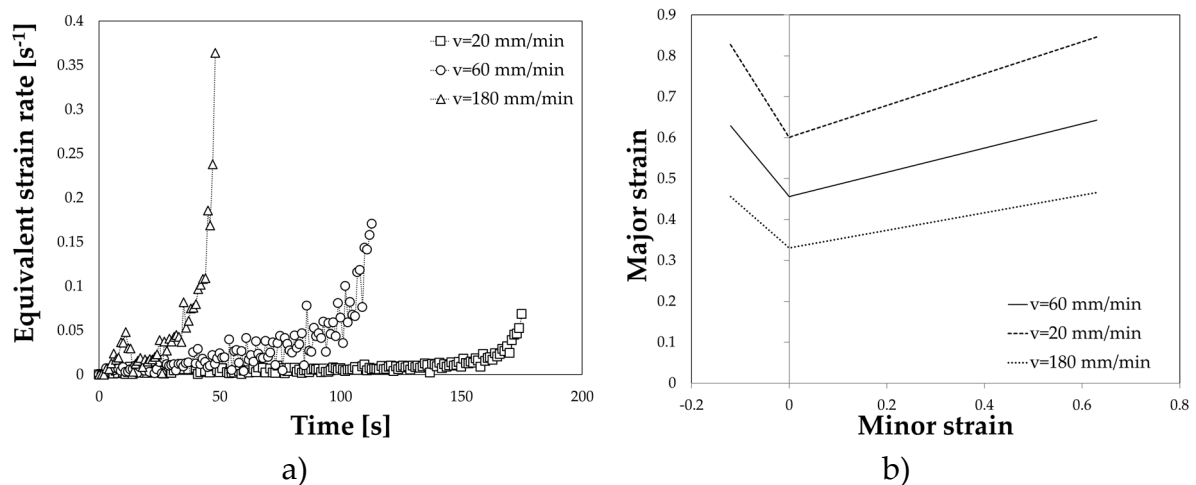 Equivalent strain rate [s-1]
0.4
0.35
0.3
0.25
0.2
0.15
0.1
0.05
0
0
50
100
150
200
Time [s]
v=20 mm/min
v=60 mm/min
v=180 mm/min
a)
Major strain
0.9
0.8
0.7
0.6
0.5
0.4
0.3
0.2
0.1
0
-0.2
0
0.2
0.4
0.6
0.8
Minor strain
v=60 mm/min
v=20 mm/min
v=180 mm/min
b)